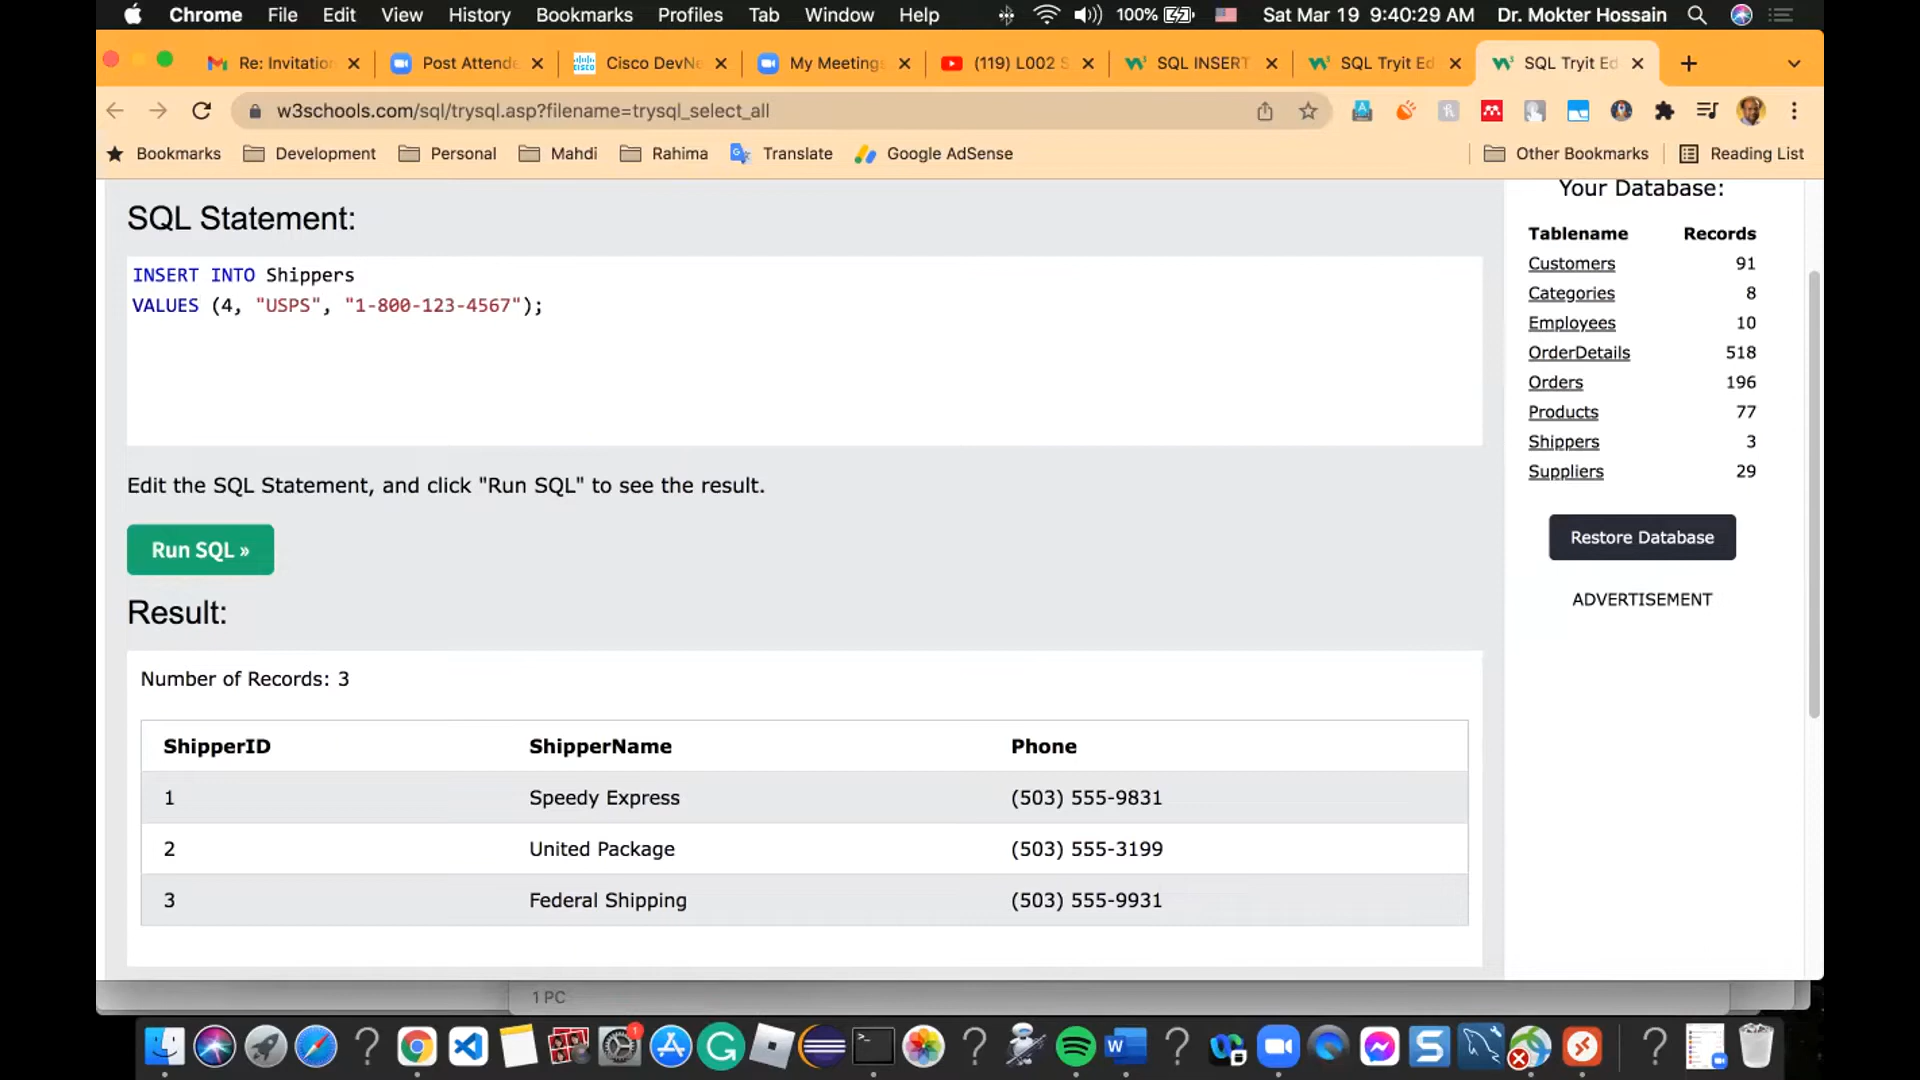 Chrome File Edit View History Bookmarks Profiles Tab Window Help 100% Sat Mar 19 9:40:29 AM Dr. Mokter Hossain
Re: Invitation Post Attende Cisco DevNe My Meetings (119) L002 S SQL INSERT SQL Tryit Ed SQL Tryit Ed
w3schools.com/sql/trysql.asp?filename=trysql_select_all
Bookmarks Development Personal Mahdi Rahima Translate Google AdSense Other Bookmarks Reading List
SQL Statement:
INSERT INTO Shippers
VALUES (4, "USPS", "1-800-123-4567");
Edit the SQL Statement, and click "Run SQL" to see the result.
Run SQL »
Result:
Number of Records: 3
ShipperID ShipperName Phone
1 Speedy Express (503) 555-9831
2 United Package (503) 555-3199
3 Federal Shipping (503) 555-9931
Your Database:
Tablename Records
Customers 91
Categories 8
Employees 10
OrderDetails 518
Orders 196
Products 77
Shippers 3
Suppliers 29
Restore Database
ADVERTISEMENT
1 PC